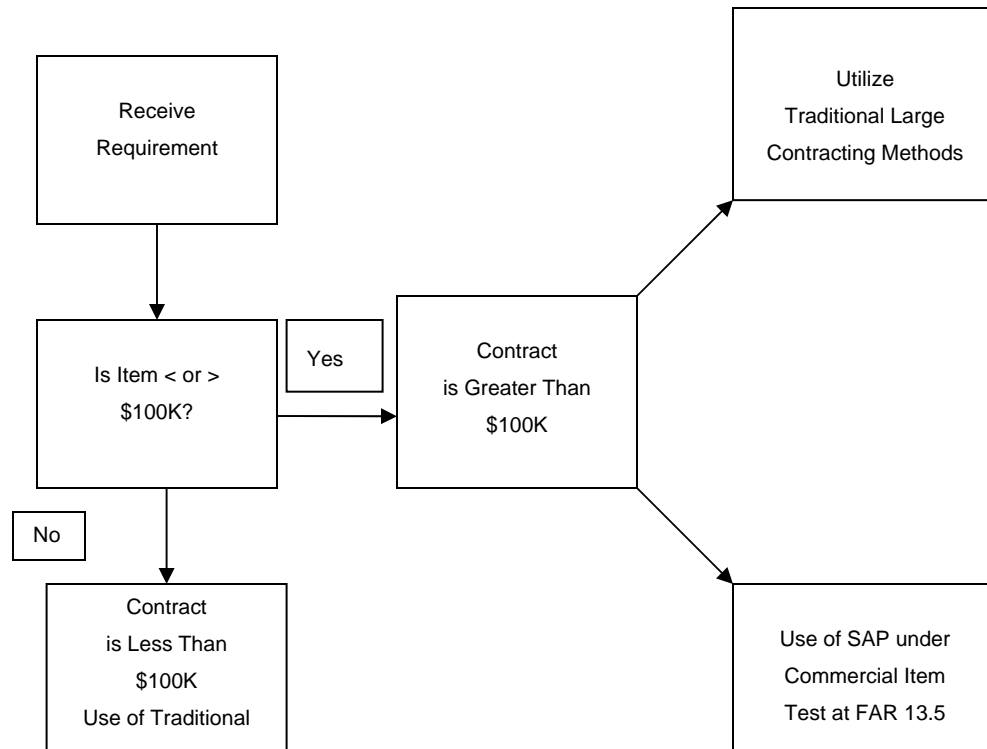 Receive
Requirement
Utilize
Traditional Large
Contracting Methods
Is Item < or >
$100K?
Yes
Contract
is Greater Than
$100K
No
Contract
is Less Than
$100K
Use of Traditional
Use of SAP under
Commercial Item
Test at FAR 13.5